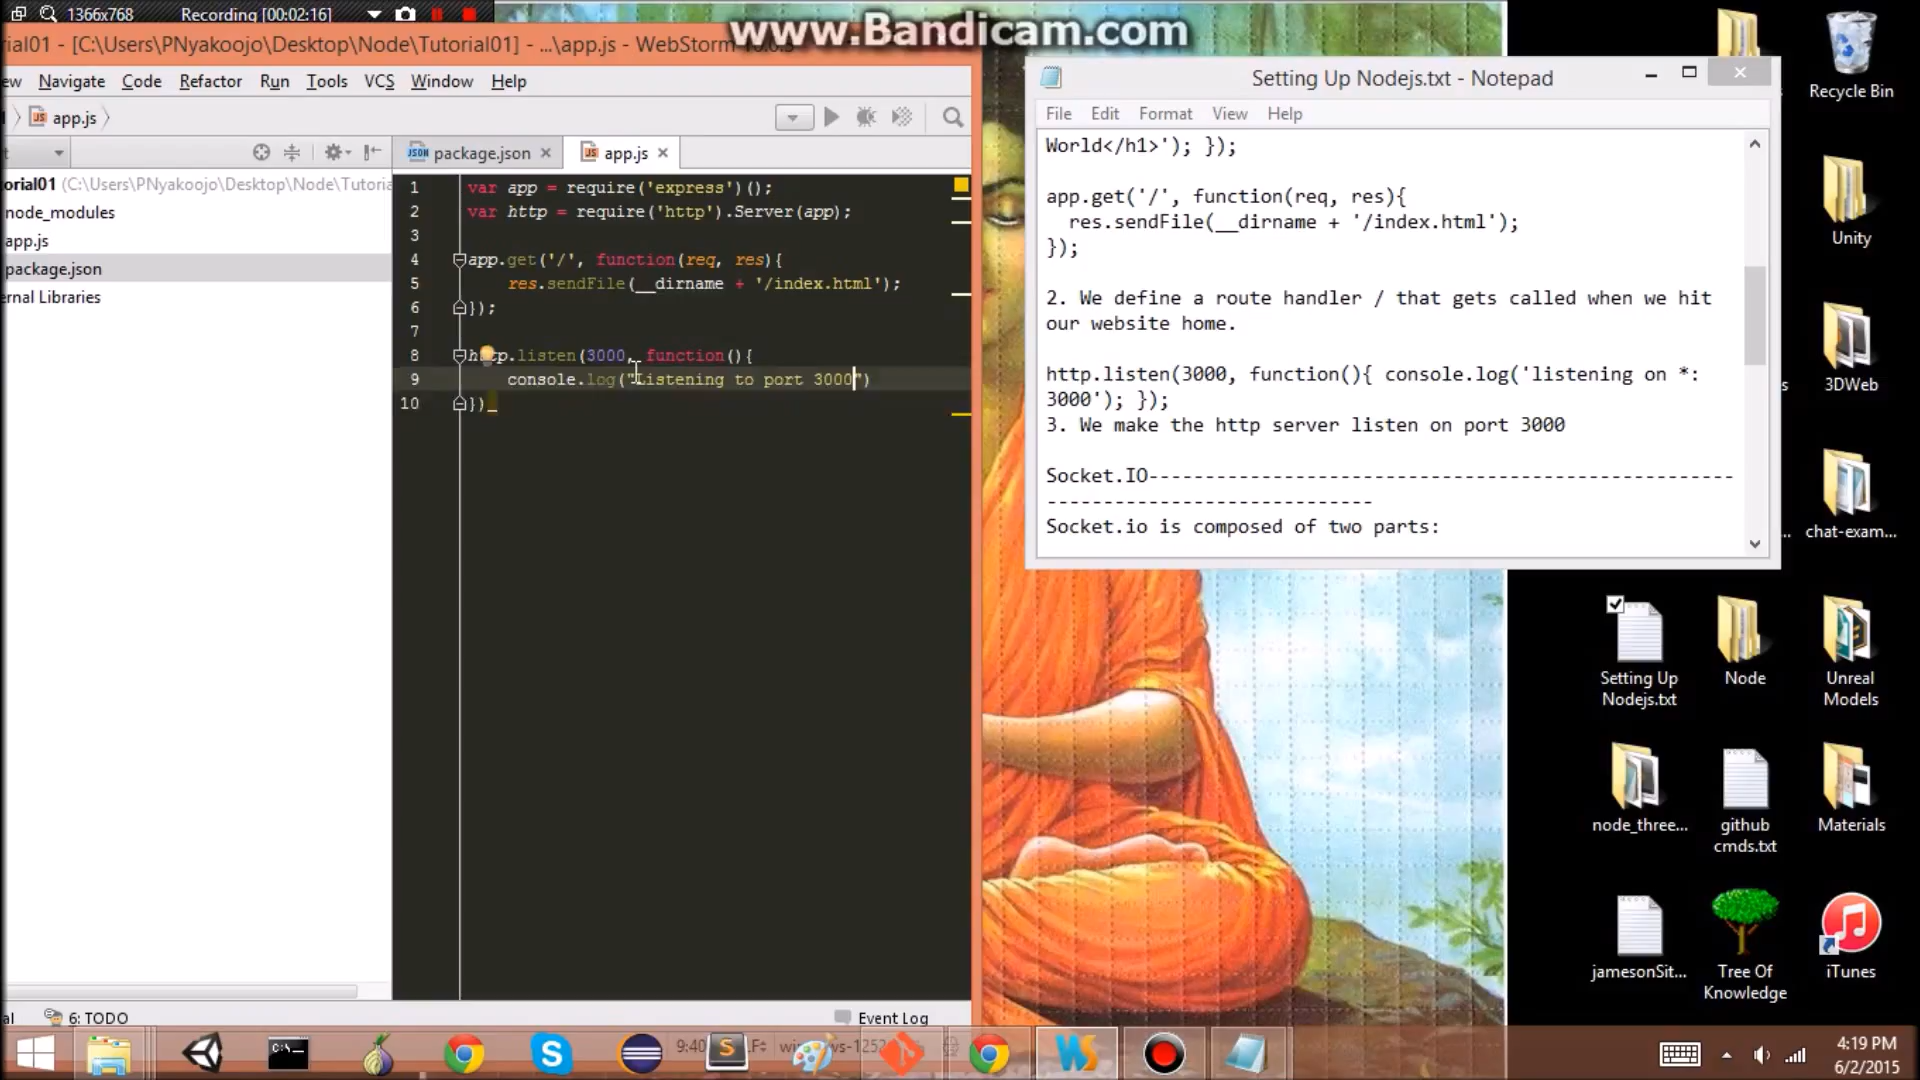 1366x768 Recording [00:02:16]
www.Bandicam.com
rial01 - [C:\Users\PNyakoojo\Desktop\Node\Tutorial01] - ...\app.js - WebStorm
ew Navigate Code Refactor Run Tools VCS Window Help
app.js
package.json app.js
orial01 (C:\Users\PNyakoojo\Desktop\Node\Tutoria
node_modules
app.js
package.json
rnal Libraries
1 var app = require('express')();
2 var http = require('http').Server(app);
3
4 app.get('/', function(req, res){
5 res.sendFile(__dirname + '/index.html');
6 });
7
8 http.listen(3000, function(){
9 console.log("Listening to port 3000")
10 })
al 6: TODO
Event Log
Setting Up Nodejs.txt - Notepad
File Edit Format View Help
World</h1>'); });
app.get('/', function(req, res){
res.sendFile(__dirname + '/index.html');
});
2. We define a route handler / that gets called when we hit
our website home.
http.listen(3000, function(){ console.log('listening on *:
3000'); });
3. We make the http server listen on port 3000
Socket.IO----------------------------------------------------
-----------------------------
Socket.io is composed of two parts:
Recycle Bin
Unity
3DWeb
chat-exam...
Setting Up
Nodejs.txt
Node
Unreal
Models
node_three...
github
cmds.txt
Materials
jamesonSit...
Tree Of
Knowledge
iTunes
9:40
4:19 PM
6/2/2015